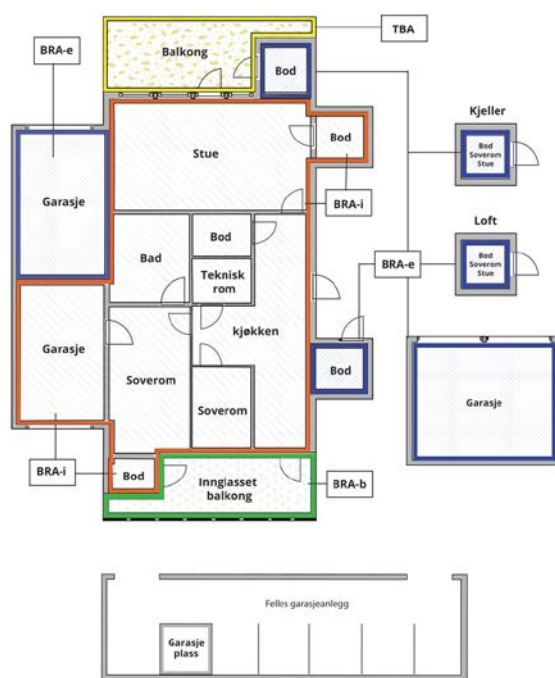 TBA
BRA-e
Balkong
Bod
Kjeller
Bod
Soverom
Stue
Stue
Bod
BRA-i
Garasje
Loft
Bod
Soverom
Stue
Bad
Bod
Teknisk
rom
BRA-e
kjøkken
Garasje
Soverom
Soverom
Bod
Garasje
BRA-i
Bod
Innglasset
balkong
BRA-b
Felles garasjeanlegg
Garasje
plass